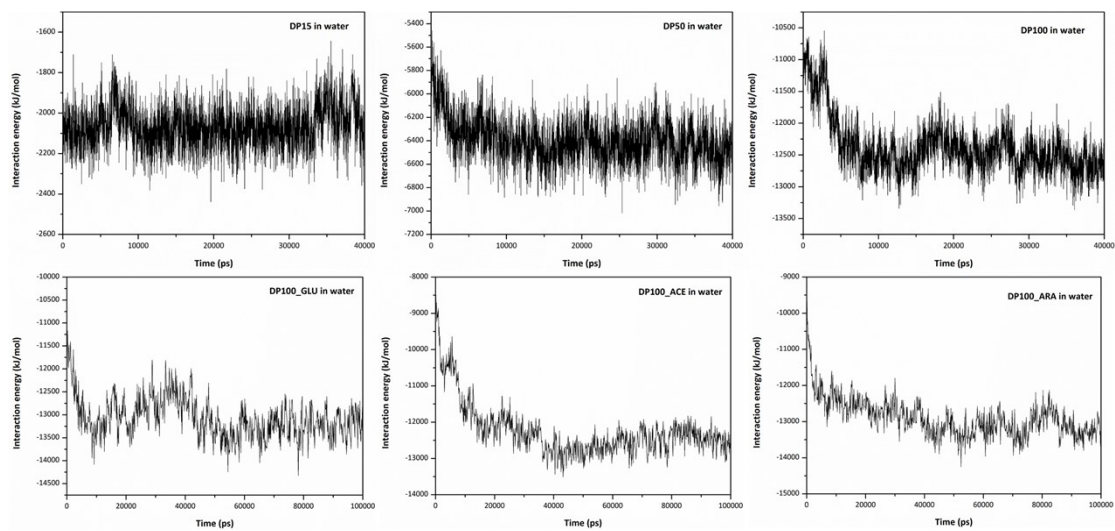 DP15 in water
-1600
-1800
-2000
-2200
-2400
-2600
Interaction energy (kJ/mol)
0 10000 20000 30000 40000
Time (ps)
DP50 in water
-5400
-5600
-5800
-6000
-6200
-6400
-6600
-6800
-7000
-7200
Interaction energy (kJ/mol)
0 10000 20000 30000 40000
Time (ps)
DP100 in water
-10500
-11000
-11500
-12000
-12500
-13000
-13500
Interaction energy (kJ/mol)
0 10000 20000 30000 40000
Time (ps)
DP100_GLU in water
-10000
-10500
-11000
-11500
-12000
-12500
-13000
-13500
-14000
-14500
Interaction energy (kJ/mol)
0 20000 40000 60000 80000 100000
Time (ps)
DP100_ACE in water
-8000
-9000
-10000
-11000
-12000
-13000
-14000
Interaction energy (kJ/mol)
0 20000 40000 60000 80000 100000
Time (ps)
DP100_ARA in water
-9000
-10000
-11000
-12000
-13000
-14000
-15000
Interaction energy (kJ/mol)
0 20000 40000 60000 80000 100000
Time (ps)